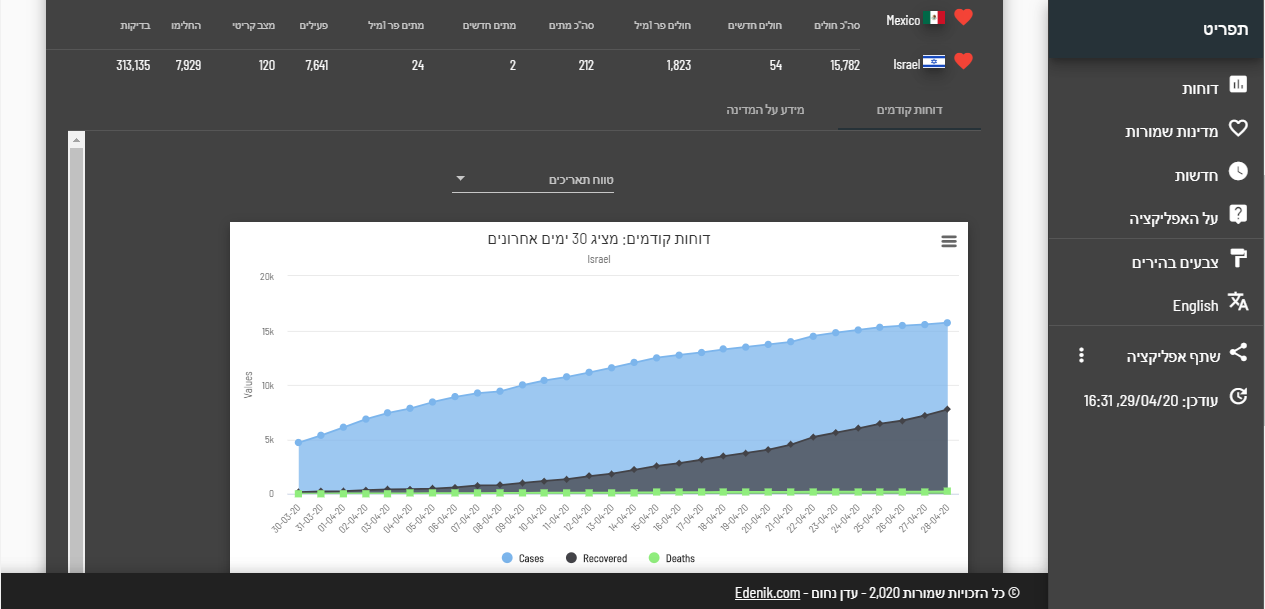 תפריט
דוחות
מדינות שמורות
חדשות
על האפליקציה
צבעים בהירים
English
שתף אפליקציה
עודכן: 29/04/20, 16:31
Mexico
סה"כ חולים חולים חדשים חולים פר 1מיל סה"כ מתים מתים חדשים מתים פר 1מיל פעילים מצב קריטי החלימו בדיקות
Israel 15,782 54 1,823 212 2 24 7,641 120 7,929 313,135
דוחות קודמים מידע על המדינה
טווח תאריכים
דוחות קודמים: מציג 30 ימים אחרונים
Israel
Values
20k
15k
10k
5k
0
30-03-20 31-03-20 01-04-20 02-04-20 03-04-20 04-04-20 05-04-20 06-04-20 07-04-20 08-04-20 09-04-20 10-04-20 11-04-20 12-04-20 13-04-20 14-04-20 15-04-20 16-04-20 17-04-20 18-04-20 19-04-20 20-04-20 21-04-20 22-04-20 23-04-20 24-04-20 25-04-20 26-04-20 27-04-20 28-04-20
Cases Recovered Deaths
© כל הזכויות שמורות 2,020 - עדן נחום - Edenik.com